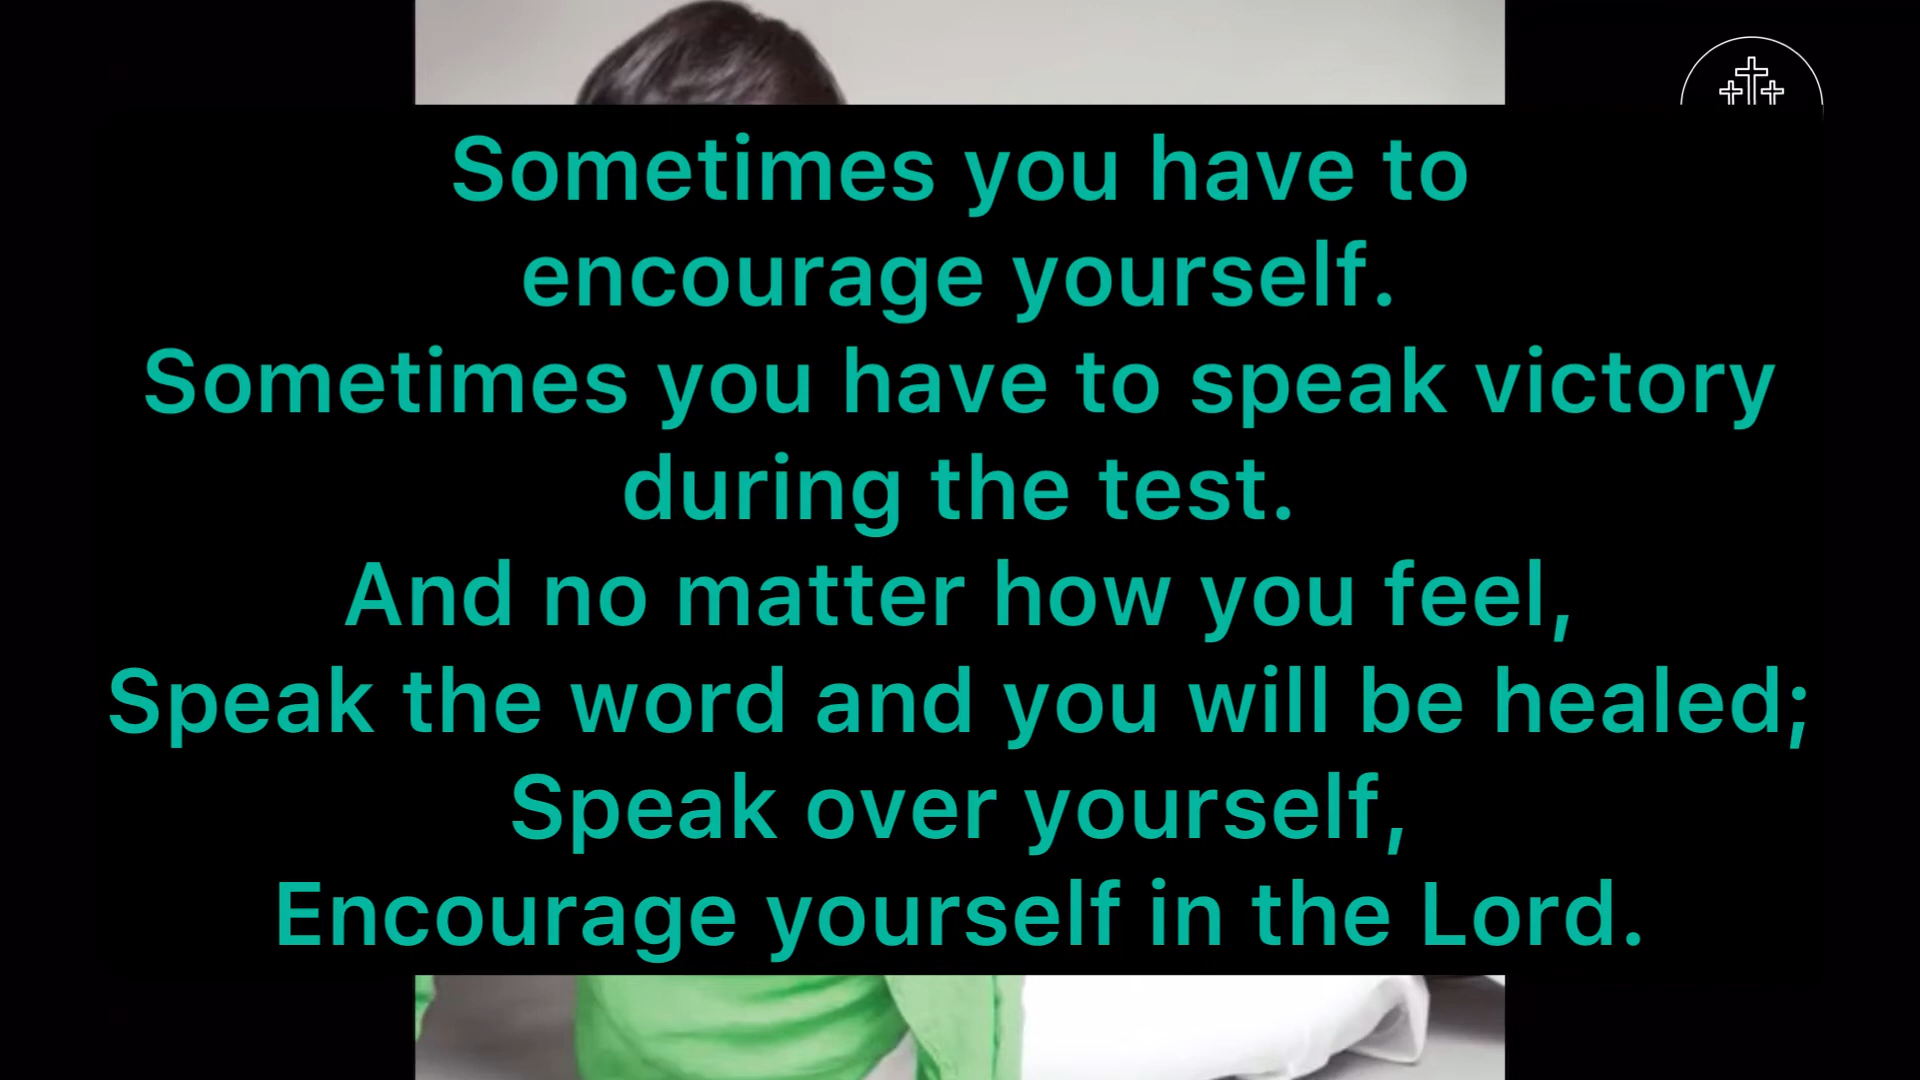 Sometimes you have to
encourage yourself.
Sometimes you have to speak victory
during the test.
And no matter how you feel,
Speak the word and you will be healed;
Speak over yourself,
Encourage yourself in the Lord.